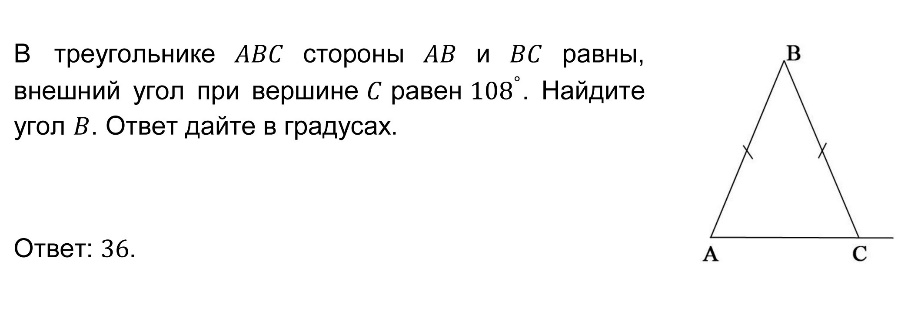 В треугольнике ABC стороны AB и BC равны,
внешний угол при вершине C равен 108°. Найдите
угол B. Ответ дайте в градусах.
Ответ: 36.
B
A
C